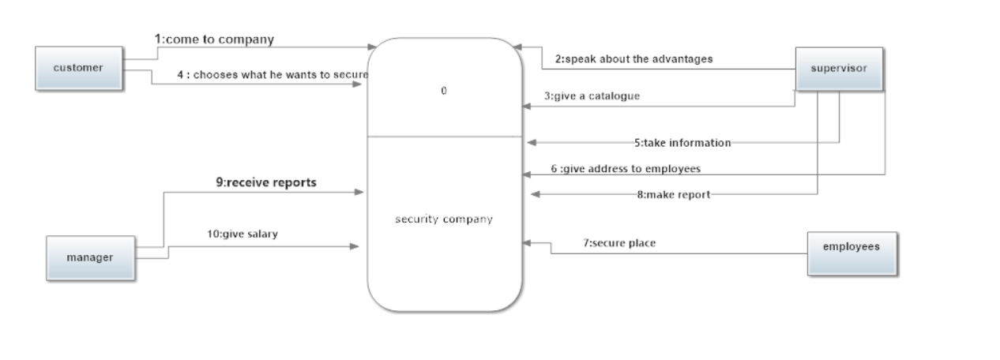 1:come to company
customer
4 : chooses what he wants to secure
0
2:speak about the advantages
supervisor
3:give a catalogue
5:take information
6 :give address to employees
8:make report
9:receive reports
security company
10:give salary
manager
7:secure place
employees